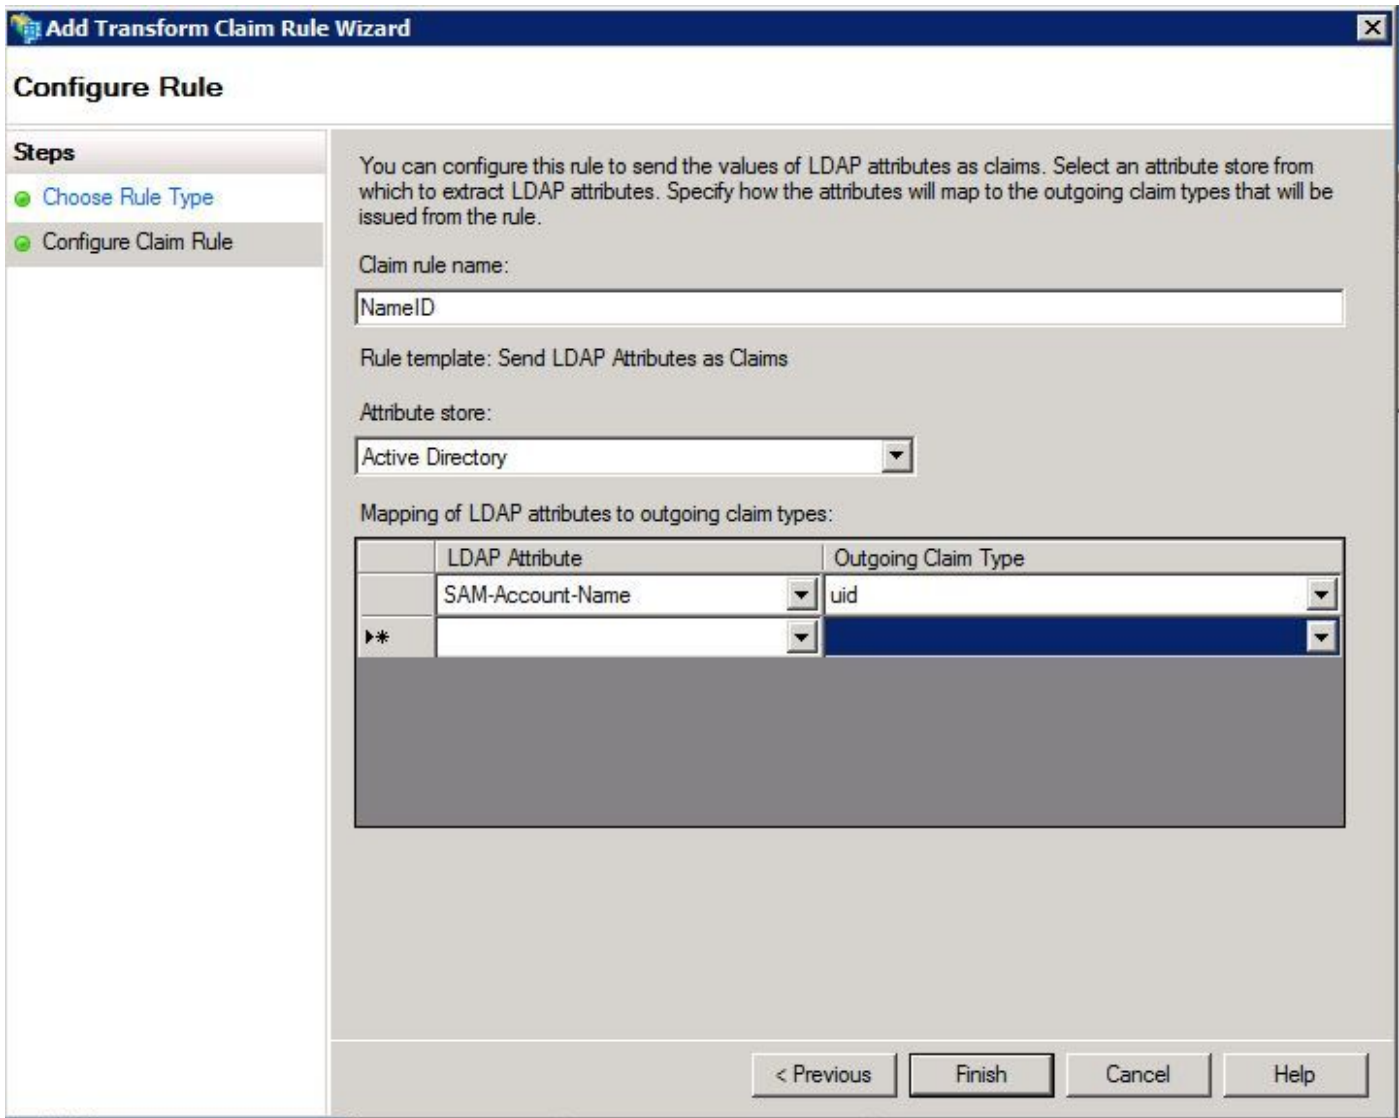 Add Transform Claim Rule Wizard
Configure Rule
Steps
Choose Rule Type
Configure Claim Rule
You can configure this rule to send the values of LDAP attributes as claims. Select an attribute store from
which to extract LDAP attributes. Specify how the attributes will map to the outgoing claim types that will be
issued from the rule.
Claim rule name:
NameID
Rule template: Send LDAP Attributes as Claims
Attribute store:
Active Directory
Mapping of LDAP attributes to outgoing claim types:
LDAP Attribute Outgoing Claim Type
SAM-Account-Name uid
< Previous Finish Cancel Help